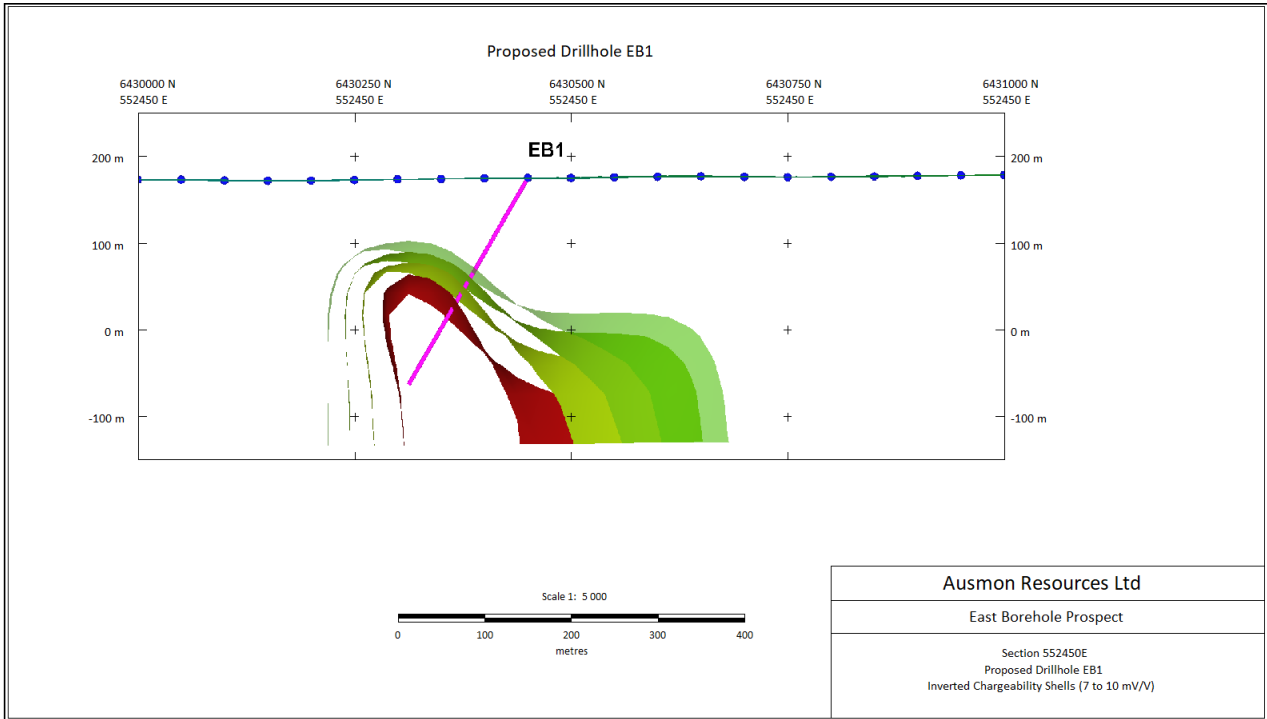 Proposed Drillhole EB1
6430000 N 6430250 N 6430500 N 6430750 N 6431000 N
552450 E 552450 E 552450 E 552450 E 552450 E
EB1
200 m 200 m
100 m 100 m
0 m 0 m
-100 m -100 m
Scale 1: 5 000
0 100 200 300 400
metres
Ausmon Resources Ltd
East Borehole Prospect
Section 552450E
Proposed Drillhole EB1
Inverted Chargeability Shells (7 to 10 mV/V)